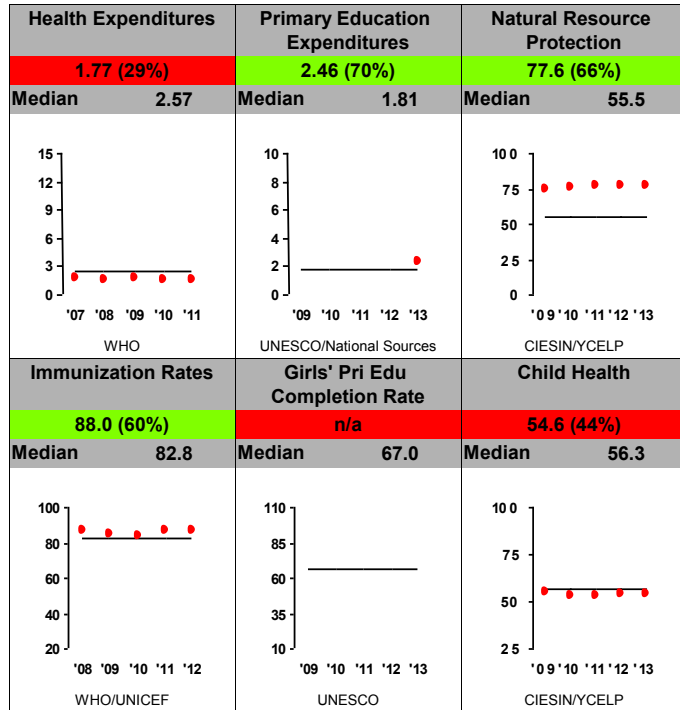 Health Expenditures
1.77 (29%)
Median 2.57
15
12
9
6
3
0
'07 '08 '09 '10 '11
WHO
Primary Education
Expenditures
2.46 (70%)
Median 1.81
10
8
6
4
2
0
'09 '10 '11 '12 '13
UNESCO/National Sources
Natural Resource
Protection
77.6 (66%)
Median 55.5
10 0
75
50
25
0
'0 9 '10 '11 '12 '13
CIESIN/YCELP
Immunization Rates
88.0 (60%)
Median 82.8
100
80
60
40
20
'08 '09 '10 '11 '12
WHO/UNICEF
Girls' Pri Edu
Completion Rate
n/a
Median 67.0
110
85
60
35
10
'09 '10 '11 '12 '13
UNESCO
Child Health
54.6 (44%)
Median 56.3
10 0
75
50
25
'0 9 '10 '11 '12 '13
CIESIN/YCELP